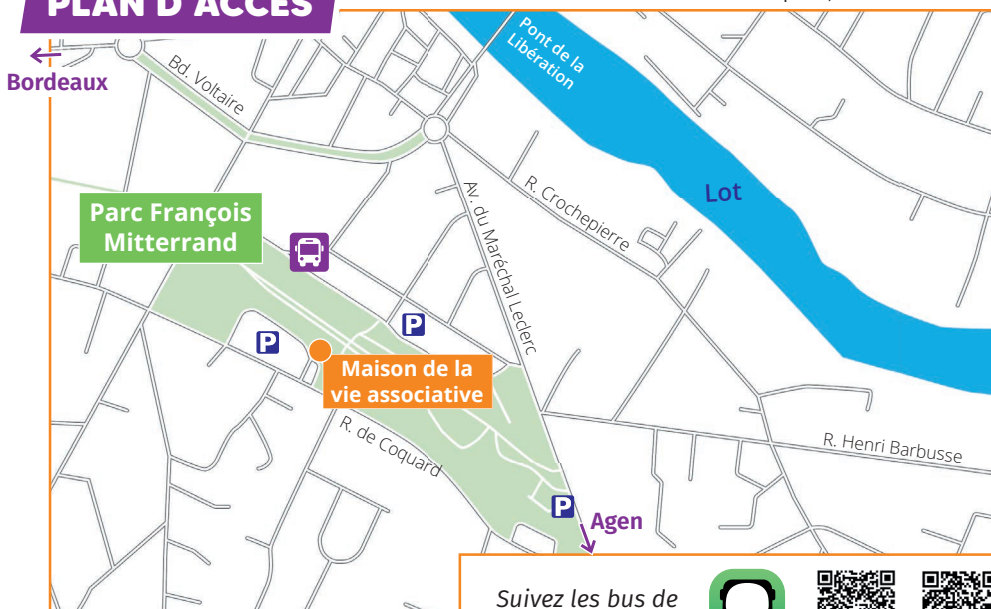 PLAN D'ACCÈS
Bordeaux
Bd. Voltaire
Pont de la
Libération
Lot
R. Crochepierre
Av. du Maréchal Leclerc
Parc François
Mitterrand
P
P
Maison de la
vie associative
R. de Coquard
R. Henri Barbusse
P
Agen
Suivez les bus de